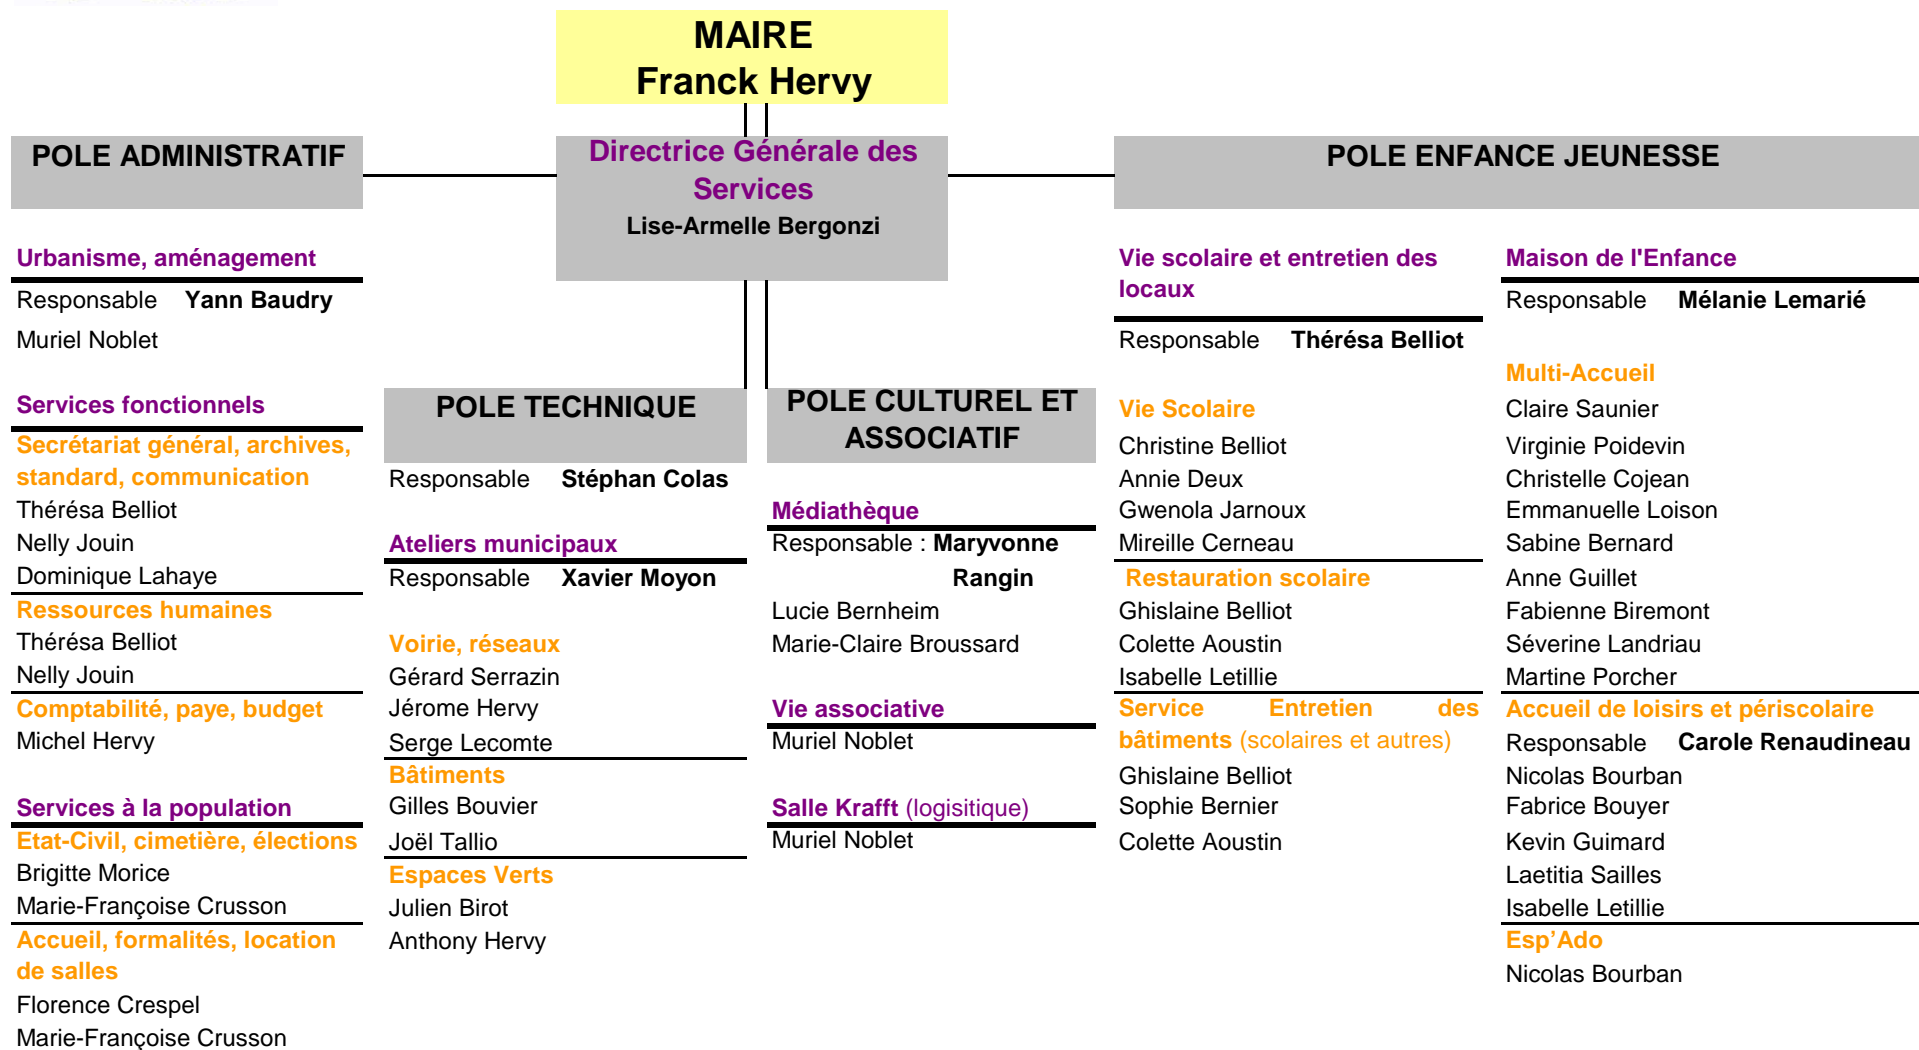 MAIRE
Franck Hervy
POLE ADMINISTRATIF
Directrice Générale des
Services
Lise-Armelle Bergonzi
POLE ENFANCE JEUNESSE
Urbanisme, aménagement
Responsable Yann Baudry
Muriel Noblet
Services fonctionnels
Secrétariat général, archives,
standard, communication
Thérésa Belliot
Nelly Jouin
Dominique Lahaye
Ressources humaines
Thérésa Belliot
Nelly Jouin
Comptabilité, paye, budget
Michel Hervy
Services à la population
Etat-Civil, cimetière, élections
Brigitte Morice
Marie-Françoise Crusson
Accueil, formalités, location
de salles
Florence Crespel
Marie-Françoise Crusson
POLE TECHNIQUE
Responsable Stéphan Colas
Ateliers municipaux
Responsable Xavier Moyon
Voirie, réseaux
Gérard Serrazin
Jérome Hervy
Serge Lecomte
Bâtiments
Gilles Bouvier
Joël Tallio
Espaces Verts
Julien Birot
Anthony Hervy
POLE CULTUREL ET
ASSOCIATIF
Médiathèque
Responsable : Maryvonne
Rangin
Lucie Bernheim
Marie-Claire Broussard
Vie associative
Muriel Noblet
Salle Krafft (logisitique)
Muriel Noblet
Vie scolaire et entretien des
locaux
Responsable Thérésa Belliot
Vie Scolaire
Christine Belliot
Annie Deux
Gwenola Jarnoux
Mireille Cerneau
Restauration scolaire
Ghislaine Belliot
Colette Aoustin
Isabelle Letillie
Service Entretien des
bâtiments (scolaires et autres)
Ghislaine Belliot
Sophie Bernier
Colette Aoustin
Maison de l'Enfance
Responsable Mélanie Lemarié
Multi-Accueil
Claire Saunier
Virginie Poidevin
Christelle Cojean
Emmanuelle Loison
Sabine Bernard
Anne Guillet
Fabienne Biremont
Séverine Landriau
Martine Porcher
Accueil de loisirs et périscolaire
Responsable Carole Renaudineau
Nicolas Bourban
Fabrice Bouyer
Kevin Guimard
Laetitia Sailles
Isabelle Letillie
Esp’Ado
Nicolas Bourban